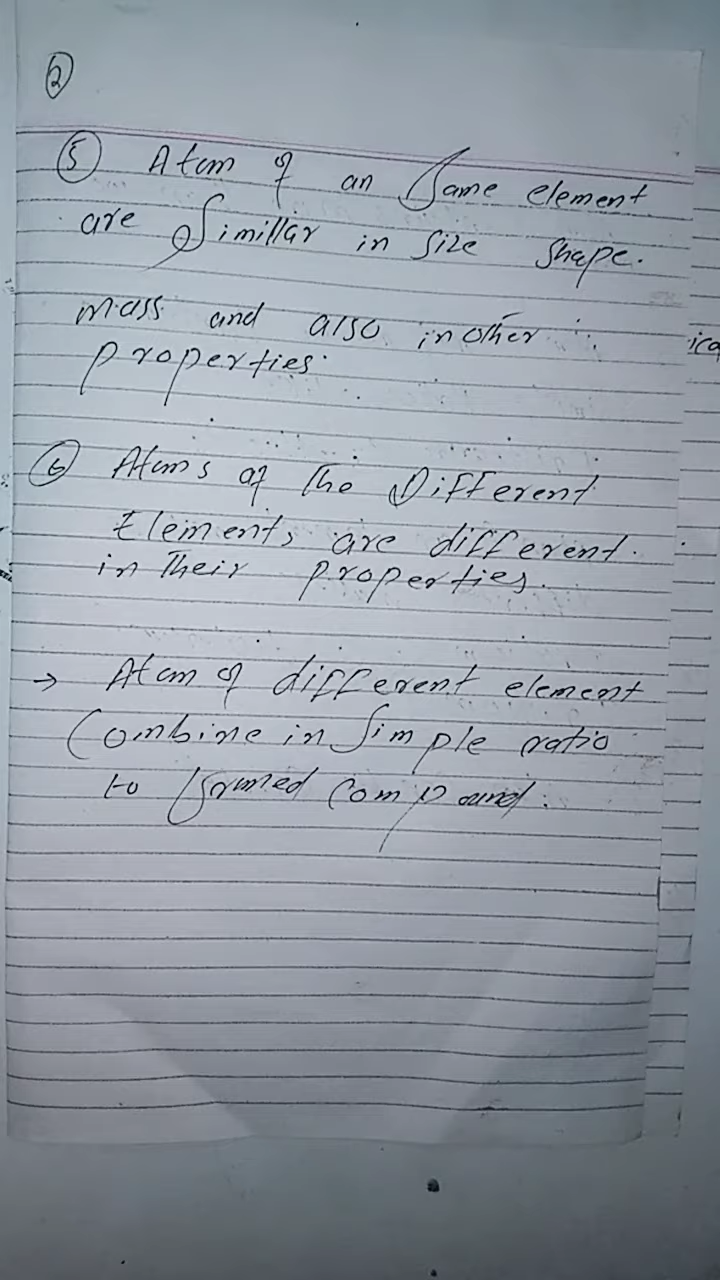 2
5 Atom of an Same element
are Simillar in Size Shape.
mass and also in other
properties.
6 Atoms of the Different
Elements are different.
in Their properties.
→ Atom of different element
Combine in Simple ratio
to formed Compound.
ica